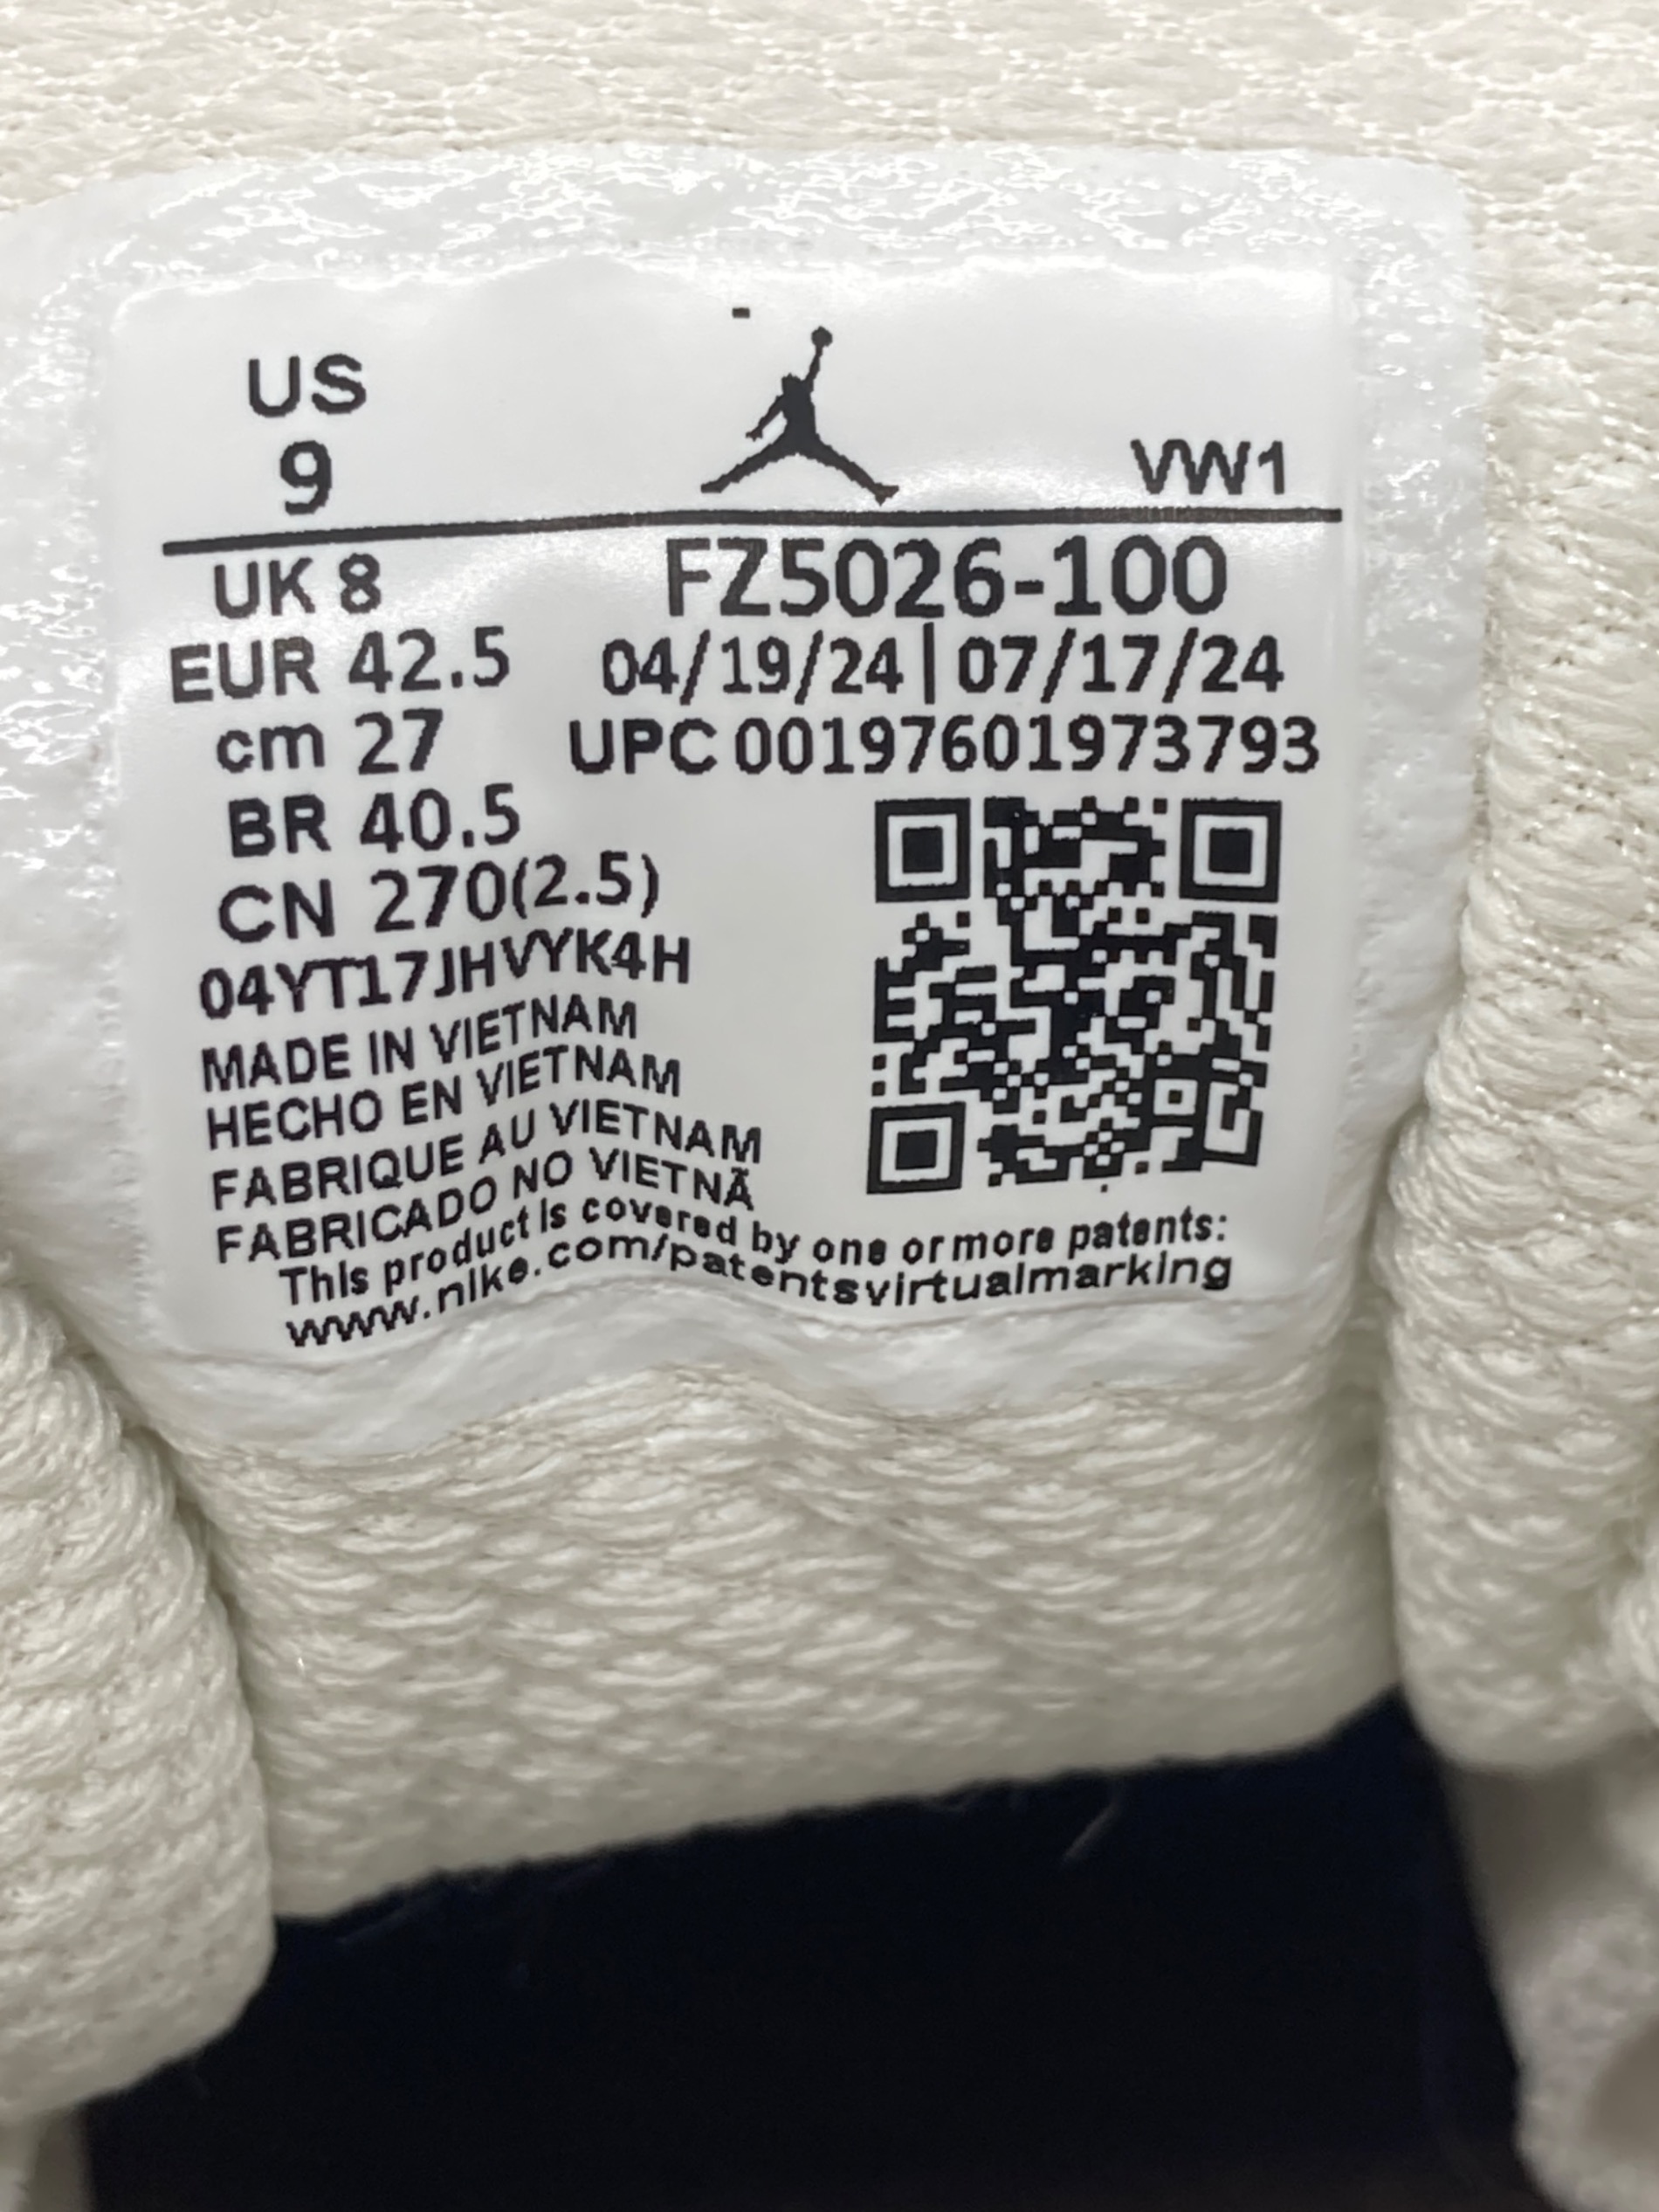 US
9
VW1
UK 8
FZ5026-100
EUR 42.5
04/19/24|07/17/24
cm 27
UPC 00197601973793
BR 40.5
CN 270(2.5)
04YT17JHVYK4H
MADE IN VIETNAM
HECHO EN VIETNAM
FABRIQUE AU VIETNAM
FABRICADO NO VIETNÃ
This product is covered by one or more patents:
www.nike.com/patentsvirtualmarking